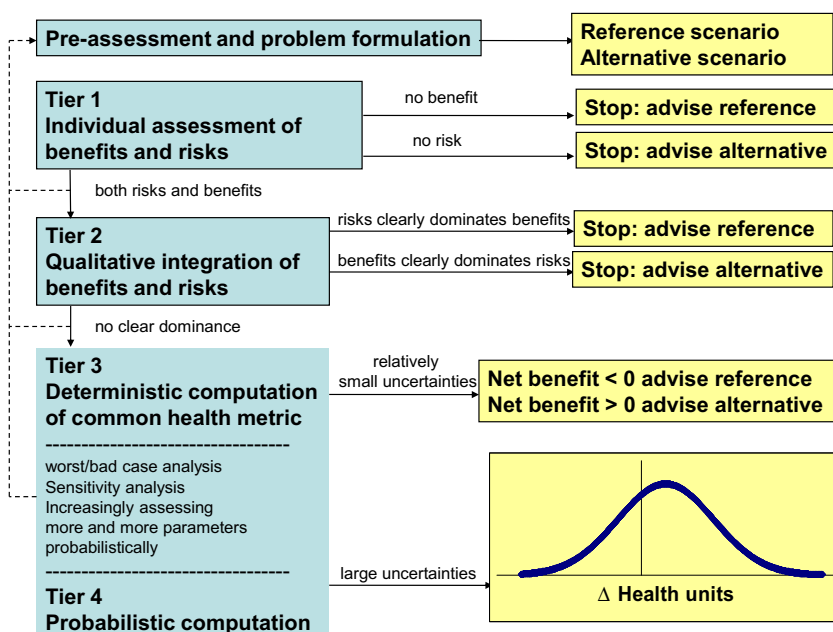 Pre-assessment and problem formulation
Reference scenario
Alternative scenario
Tier 1
Individual assessment of
benefits and risks
no benefit
Stop: advise reference
no risk
Stop: advise alternative
both risks and benefits
Tier 2
Qualitative integration of
benefits and risks
risks clearly dominates benefits
Stop: advise reference
benefits clearly dominates risks
Stop: advise alternative
no clear dominance
Tier 3
Deterministic computation
of common health metric
relatively
small uncertainties
Net benefit < 0 advise reference
Net benefit > 0 advise alternative
------------------------------------
worst/bad case analysis
Sensitivity analysis
Increasingly assessing
more and more parameters
probabilistically
------------------------------------
large uncertainties
Δ Health units
Tier 4
Probabilistic computation